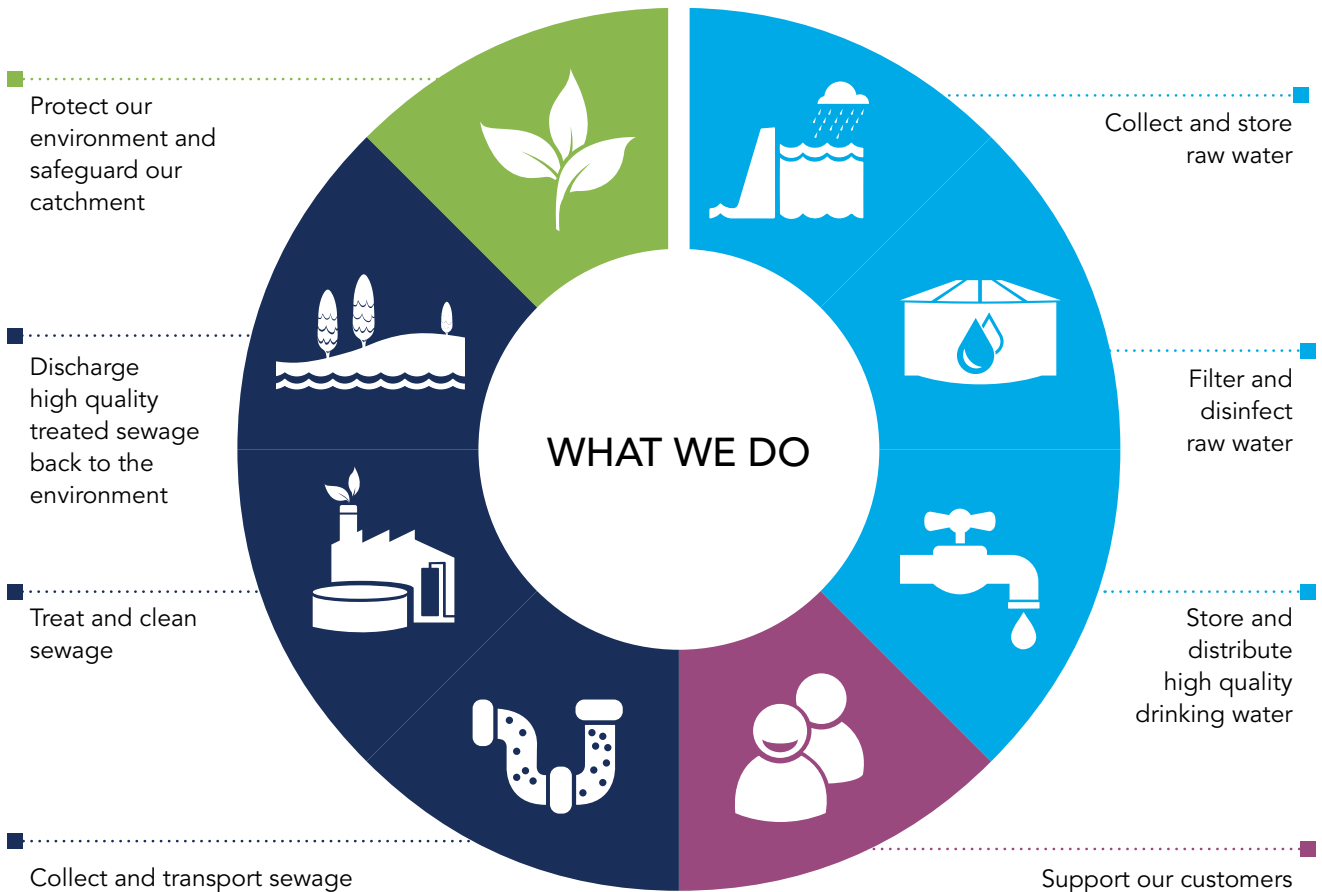 WHAT WE DO
Collect and store
raw water
Filter and
disinfect
raw water
Store and
distribute
high quality
drinking water
Support our customers
Collect and transport sewage
Treat and clean
sewage
Discharge
high quality
treated sewage
back to the
environment
Protect our
environment and
safeguard our
catchment